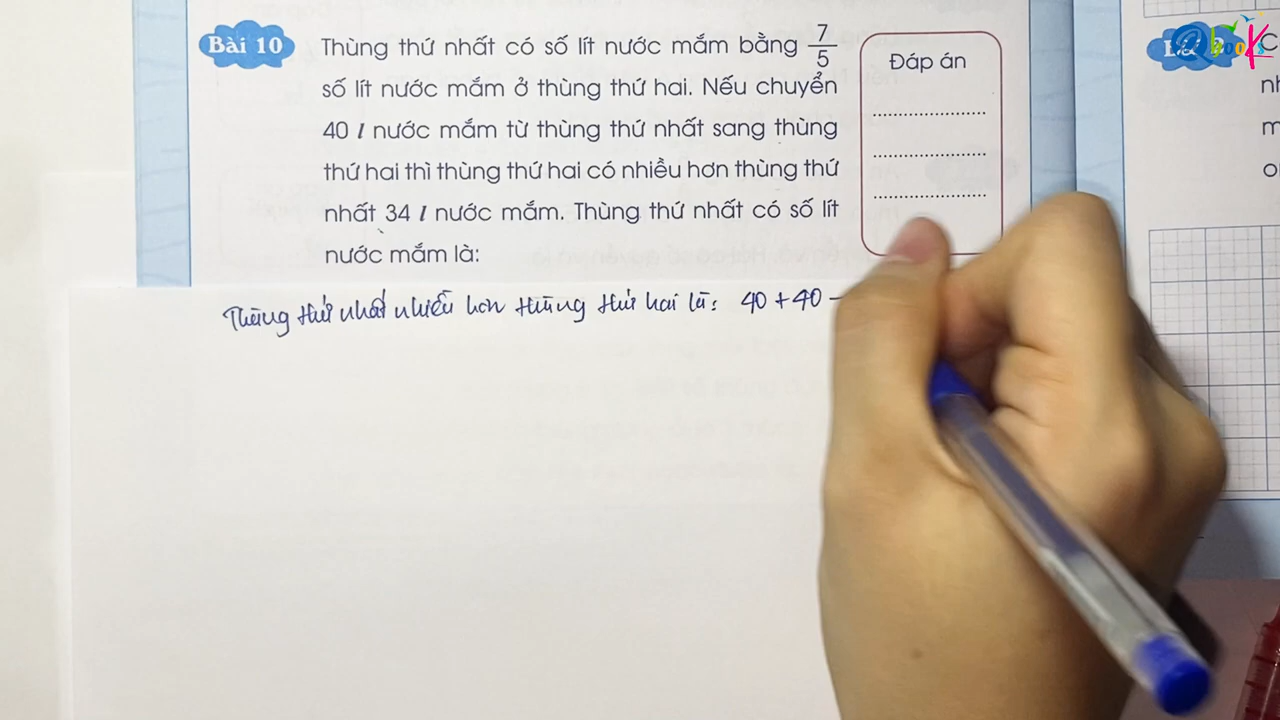 Bài 10
Thùng thứ nhất có số lít nước mắm bằng 7/5
số lít nước mắm ở thùng thứ hai. Nếu chuyển
40 l nước mắm từ thùng thứ nhất sang thùng
thứ hai thì thùng thứ hai có nhiều hơn thùng thứ
nhất 34 l nước mắm. Thùng thứ nhất có số lít
nước mắm là:
Đáp án
Thùng thứ nhất nhiều hơn thùng thứ hai là: 40 + 40 -